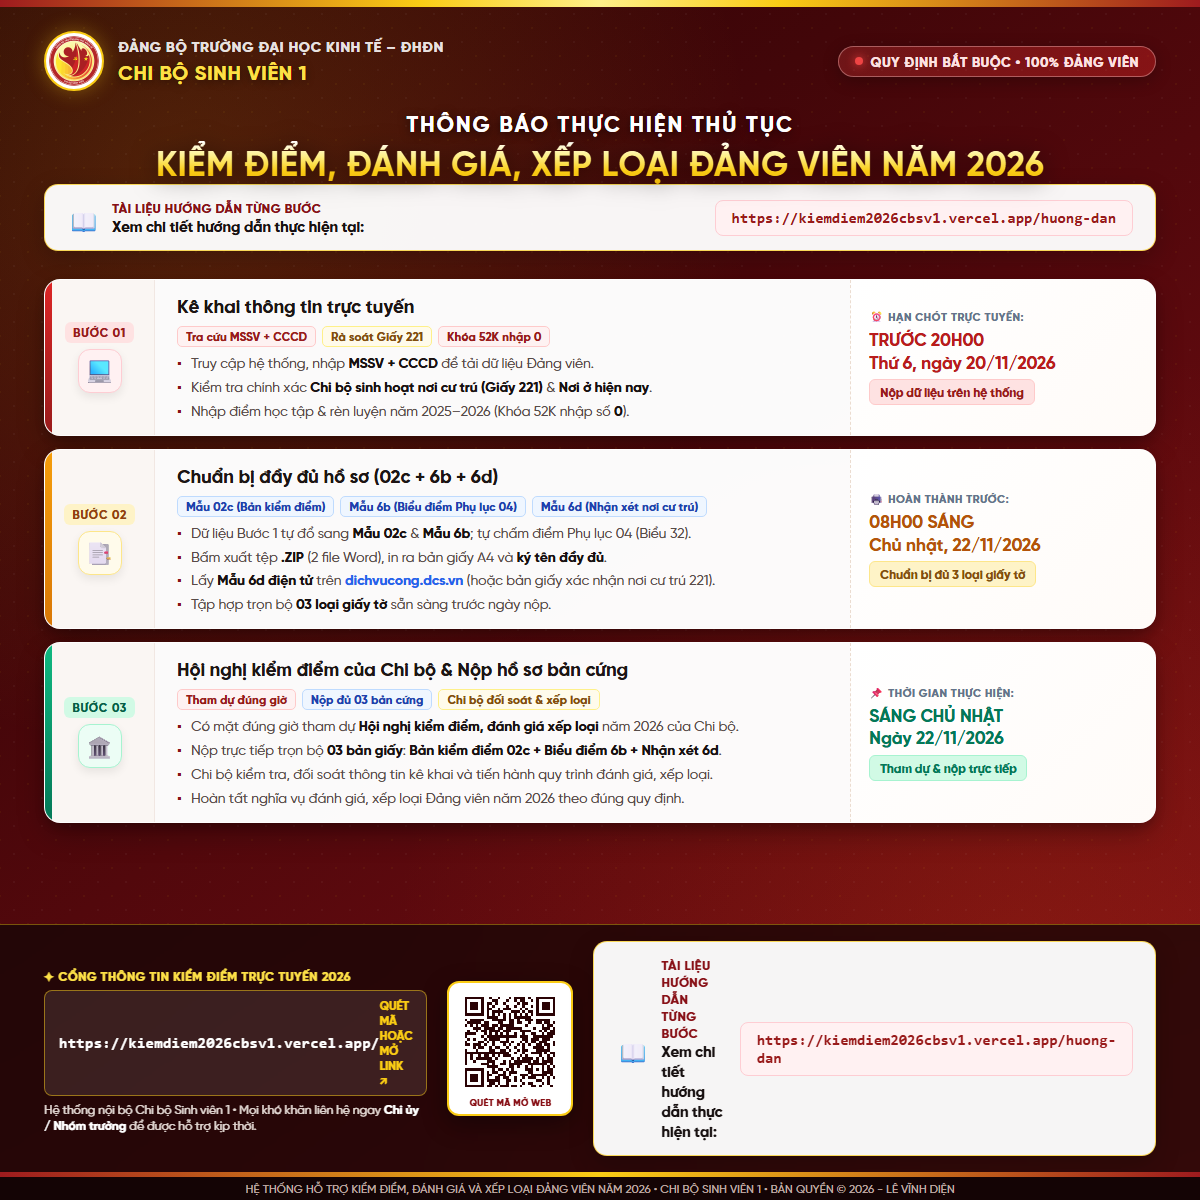 ĐẢNG BỘ TRƯỜNG ĐẠI HỌC KINH TẾ – ĐHĐN
CHI BỘ SINH VIÊN 1
QUY ĐỊNH BẮT BUỘC • 100% ĐẢNG VIÊN
THÔNG BÁO THỰC HIỆN THỦ TỤC
KIỂM ĐIỂM, ĐÁNH GIÁ, XẾP LOẠI ĐẢNG VIÊN NĂM 2026
TÀI LIỆU HƯỚNG DẪN TỪNG BƯỚC
Xem chi tiết hướng dẫn thực hiện tại:
https://kiemdiem2026cbsv1.vercel.app/huong-dan
BƯỚC 01
Kê khai thông tin trực tuyến
Tra cứu MSSV + CCCD
Rà soát Giấy 221
Khóa 52K nhập 0
▪ Truy cập hệ thống, nhập MSSV + CCCD để tải dữ liệu Đảng viên.
▪ Kiểm tra chính xác Chi bộ sinh hoạt nơi cư trú (Giấy 221) & Nơi ở hiện nay.
▪ Nhập điểm học tập & rèn luyện năm 2025–2026 (Khóa 52K nhập số 0).
HẠN CHÓT TRỰC TUYẾN:
TRƯỚC 20H00
Thứ 6, ngày 20/11/2026
Nộp dữ liệu trên hệ thống
BƯỚC 02
Chuẩn bị đầy đủ hồ sơ (02c + 6b + 6d)
Mẫu 02c (Bản kiểm điểm)
Mẫu 6b (Biểu điểm Phụ lục 04)
Mẫu 6d (Nhận xét nơi cư trú)
▪ Dữ liệu Bước 1 tự đổ sang Mẫu 02c & Mẫu 6b; tự chấm điểm Phụ lục 04 (Biểu 32).
▪ Bấm xuất tệp .ZIP (2 file Word), in ra bản giấy A4 và ký tên đầy đủ.
▪ Lấy Mẫu 6d điện tử trên dichvucong.dcs.vn (hoặc bản giấy xác nhận nơi cư trú 221).
▪ Tập hợp trọn bộ 03 loại giấy tờ sẵn sàng trước ngày nộp.
HOÀN THÀNH TRƯỚC:
08H00 SÁNG
Chủ nhật, 22/11/2026
Chuẩn bị đủ 3 loại giấy tờ
BƯỚC 03
Hội nghị kiểm điểm của Chi bộ & Nộp hồ sơ bản cứng
Tham dự đúng giờ
Nộp đủ 03 bản cứng
Chi bộ đối soát & xếp loại
▪ Có mặt đúng giờ tham dự Hội nghị kiểm điểm, đánh giá xếp loại năm 2026 của Chi bộ.
▪ Nộp trực tiếp trọn bộ 03 bản giấy: Bản kiểm điểm 02c + Biểu điểm 6b + Nhận xét 6d.
▪ Chi bộ kiểm tra, đối soát thông tin kê khai và tiến hành quy trình đánh giá, xếp loại.
▪ Hoàn tất nghĩa vụ đánh giá, xếp loại Đảng viên năm 2026 theo đúng quy định.
THỜI GIAN THỰC HIỆN:
SÁNG CHỦ NHẬT
Ngày 22/11/2026
Tham dự & nộp trực tiếp
✦ CỔNG THÔNG TIN KIỂM ĐIỂM TRỰC TUYẾN 2026
https://kiemdiem2026cbsv1.vercel.app/
QUÉT
MÃ
HOẶC
MỞ
LINK
↗
Hệ thống nội bộ Chi bộ Sinh viên 1 • Mọi khó khăn liên hệ ngay Chi ủy
/ Nhóm trưởng để được hỗ trợ kịp thời.
QUÉT MÃ MỞ WEB
TÀI LIỆU
HƯỚNG
DẪN
TỪNG
BƯỚC
Xem chi
tiết
hướng
dẫn thực
hiện tại:
https://kiemdiem2026cbsv1.vercel.app/huong-
dan
HỆ THỐNG HỖ TRỢ KIỂM ĐIỂM, ĐÁNH GIÁ VÀ XẾP LOẠI ĐẢNG VIÊN NĂM 2026 • CHI BỘ SINH VIÊN 1 • BẢN QUYỀN © 2026 – LÊ VĨNH DIỆN